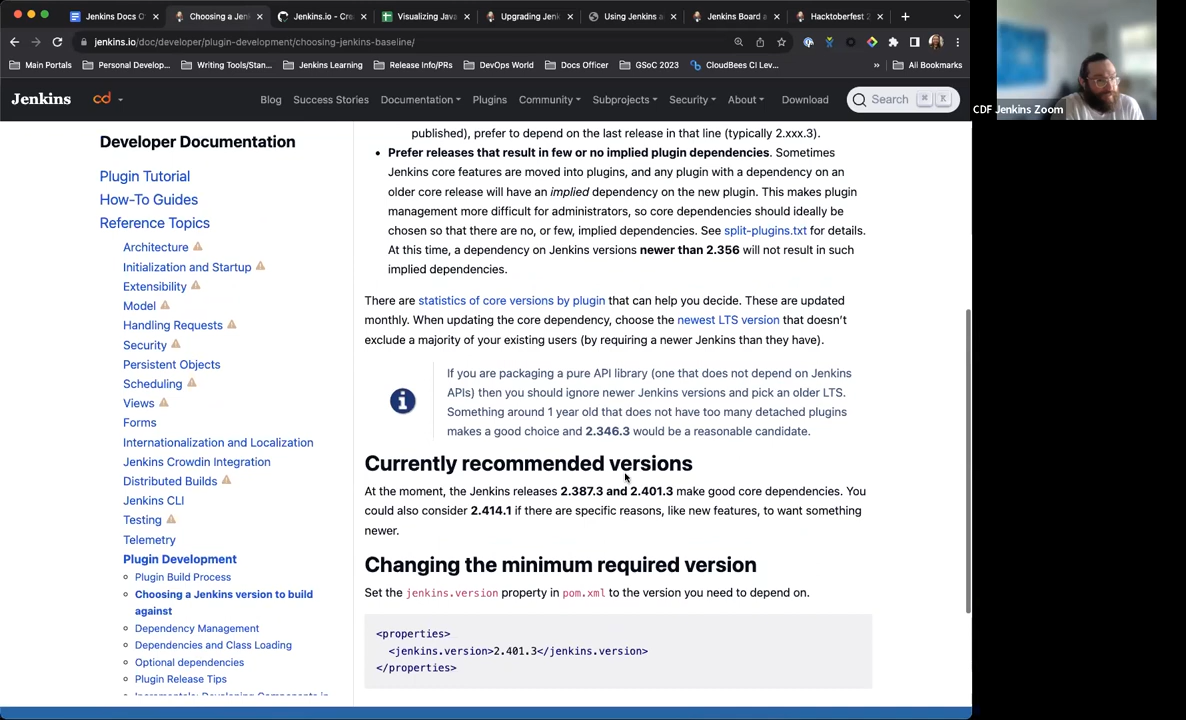 Jenkins Docs O
Choosing a Jen
Jenkins.io - Cro
Visualizing Java
Upgrading Jenk
Using Jenkins a
Jenkins Board a
Hacktoberfest 2
jenkins.io/doc/developer/plugin-development/choosing-jenkins-baseline/
Main Portals
Personal Develop...
Writing Tools/Stan...
Jenkins Learning
Release Info/PRs
DevOps World
Docs Officer
GSoC 2023
CloudBees CI Lev...
»
All Bookmarks
CDF Jenkins Zoom
Jenkins
cd
Blog
Success Stories
Documentation
Plugins
Community
Subprojects
Security
About
Download
Search
⌘
K
Developer Documentation
Plugin Tutorial
How-To Guides
Reference Topics
Architecture
Initialization and Startup
Extensibility
Model
Handling Requests
Security
Persistent Objects
Scheduling
Views
Forms
Internationalization and Localization
Jenkins Crowdin Integration
Distributed Builds
Jenkins CLI
Testing
Telemetry
Plugin Development
Plugin Build Process
Choosing a Jenkins version to build
against
Dependency Management
Dependencies and Class Loading
Optional dependencies
Plugin Release Tips
Incrementals: Developing Components in
published), prefer to depend on the last release in that line (typically 2.xxx.3).
• Prefer releases that result in few or no implied plugin dependencies. Sometimes
Jenkins core features are moved into plugins, and any plugin with a dependency on an
older core release will have an implied dependency on the new plugin. This makes plugin
management more difficult for administrators, so core dependencies should ideally be
chosen so that there are no, or few, implied dependencies. See split-plugins.txt for details.
At this time, a dependency on Jenkins versions newer than 2.356 will not result in such
implied dependencies.
There are statistics of core versions by plugin that can help you decide. These are updated
monthly. When updating the core dependency, choose the newest LTS version that doesn't
exclude a majority of your existing users (by requiring a newer Jenkins than they have).
If you are packaging a pure API library (one that does not depend on Jenkins
APIs) then you should ignore newer Jenkins versions and pick an older LTS.
Something around 1 year old that does not have too many detached plugins
makes a good choice and 2.346.3 would be a reasonable candidate.
Currently recommended versions
At the moment, the Jenkins releases 2.387.3 and 2.401.3 make good core dependencies. You
could also consider 2.414.1 if there are specific reasons, like new features, to want something
newer.
Changing the minimum required version
Set the jenkins.version property in pom.xml to the version you need to depend on.
<properties>
<jenkins.version>2.401.3</jenkins.version>
</properties>